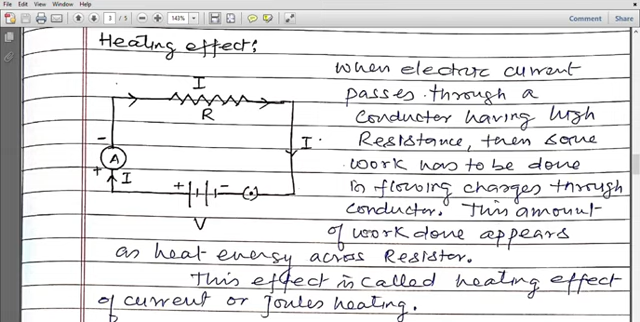 File Edit View Window Help
3 / 5 143% Comment Share
Heating effect:
I
R
When electric current
passes through a
conductor having high
Resistance, then some
work has to be done
in flowing charges through
conductor. This amount
of work done appears
as heat energy across Resistor.
This effect is called heating effect
of current or Joules heating.
-
A
+ I
I
+ -
V